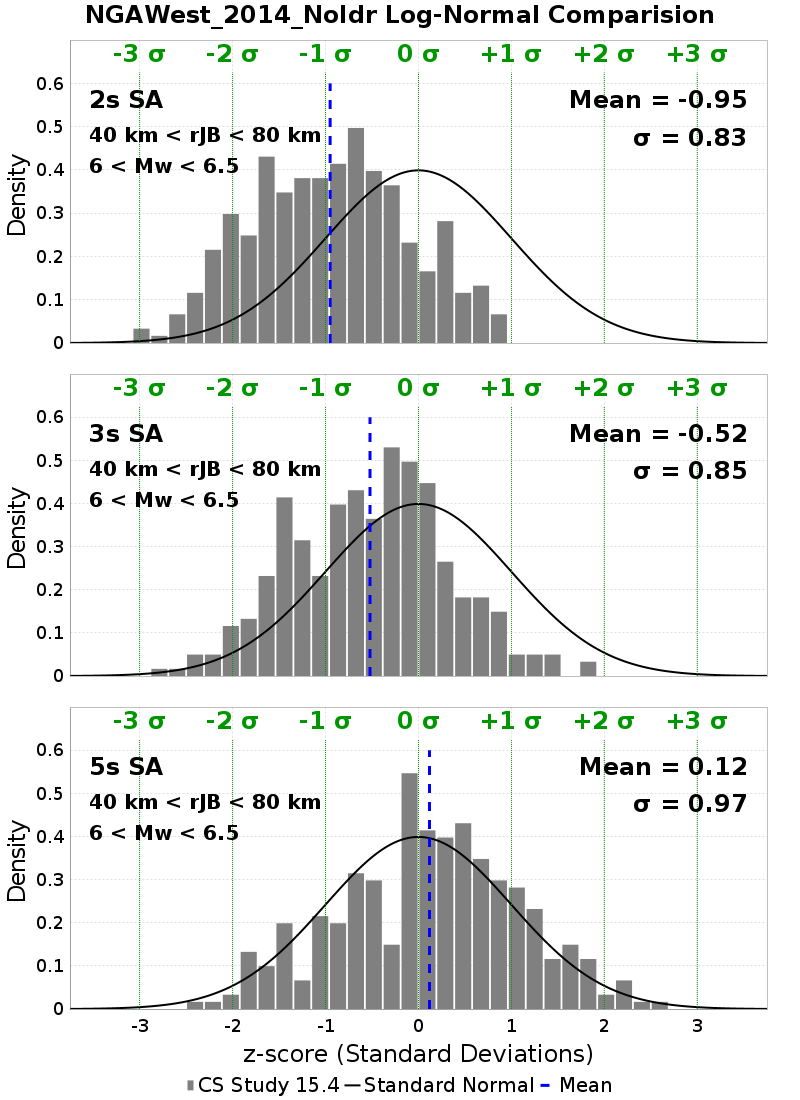 NGAWest_2014_NoIdr Log-Normal Comparision
-3 σ -2 σ -1 σ 0 σ +1 σ +2 σ +3 σ
2s SA
Mean = -0.95
40 km < rJB < 80 km
σ = 0.83
6 < Mw < 6.5
Density
0.6
0.5
0.4
0.3
0.2
0.1
0
-3 σ -2 σ -1 σ 0 σ +1 σ +2 σ +3 σ
3s SA
Mean = -0.52
40 km < rJB < 80 km
σ = 0.85
6 < Mw < 6.5
Density
0.6
0.5
0.4
0.3
0.2
0.1
0
-3 σ -2 σ -1 σ 0 σ +1 σ +2 σ +3 σ
5s SA
Mean = 0.12
40 km < rJB < 80 km
σ = 0.97
6 < Mw < 6.5
Density
0.6
0.5
0.4
0.3
0.2
0.1
0
-3 -2 -1 0 1 2 3
z-score (Standard Deviations)
CS Study 15.4 Standard Normal Mean